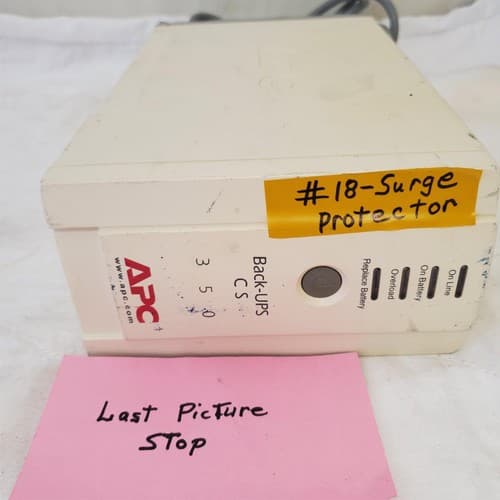 #18-Surge
Protector
On Line
On Battery
Overload
Replace Battery
Back-UPS
CS
350
APC
www.apc.com
Last Picture
Stop